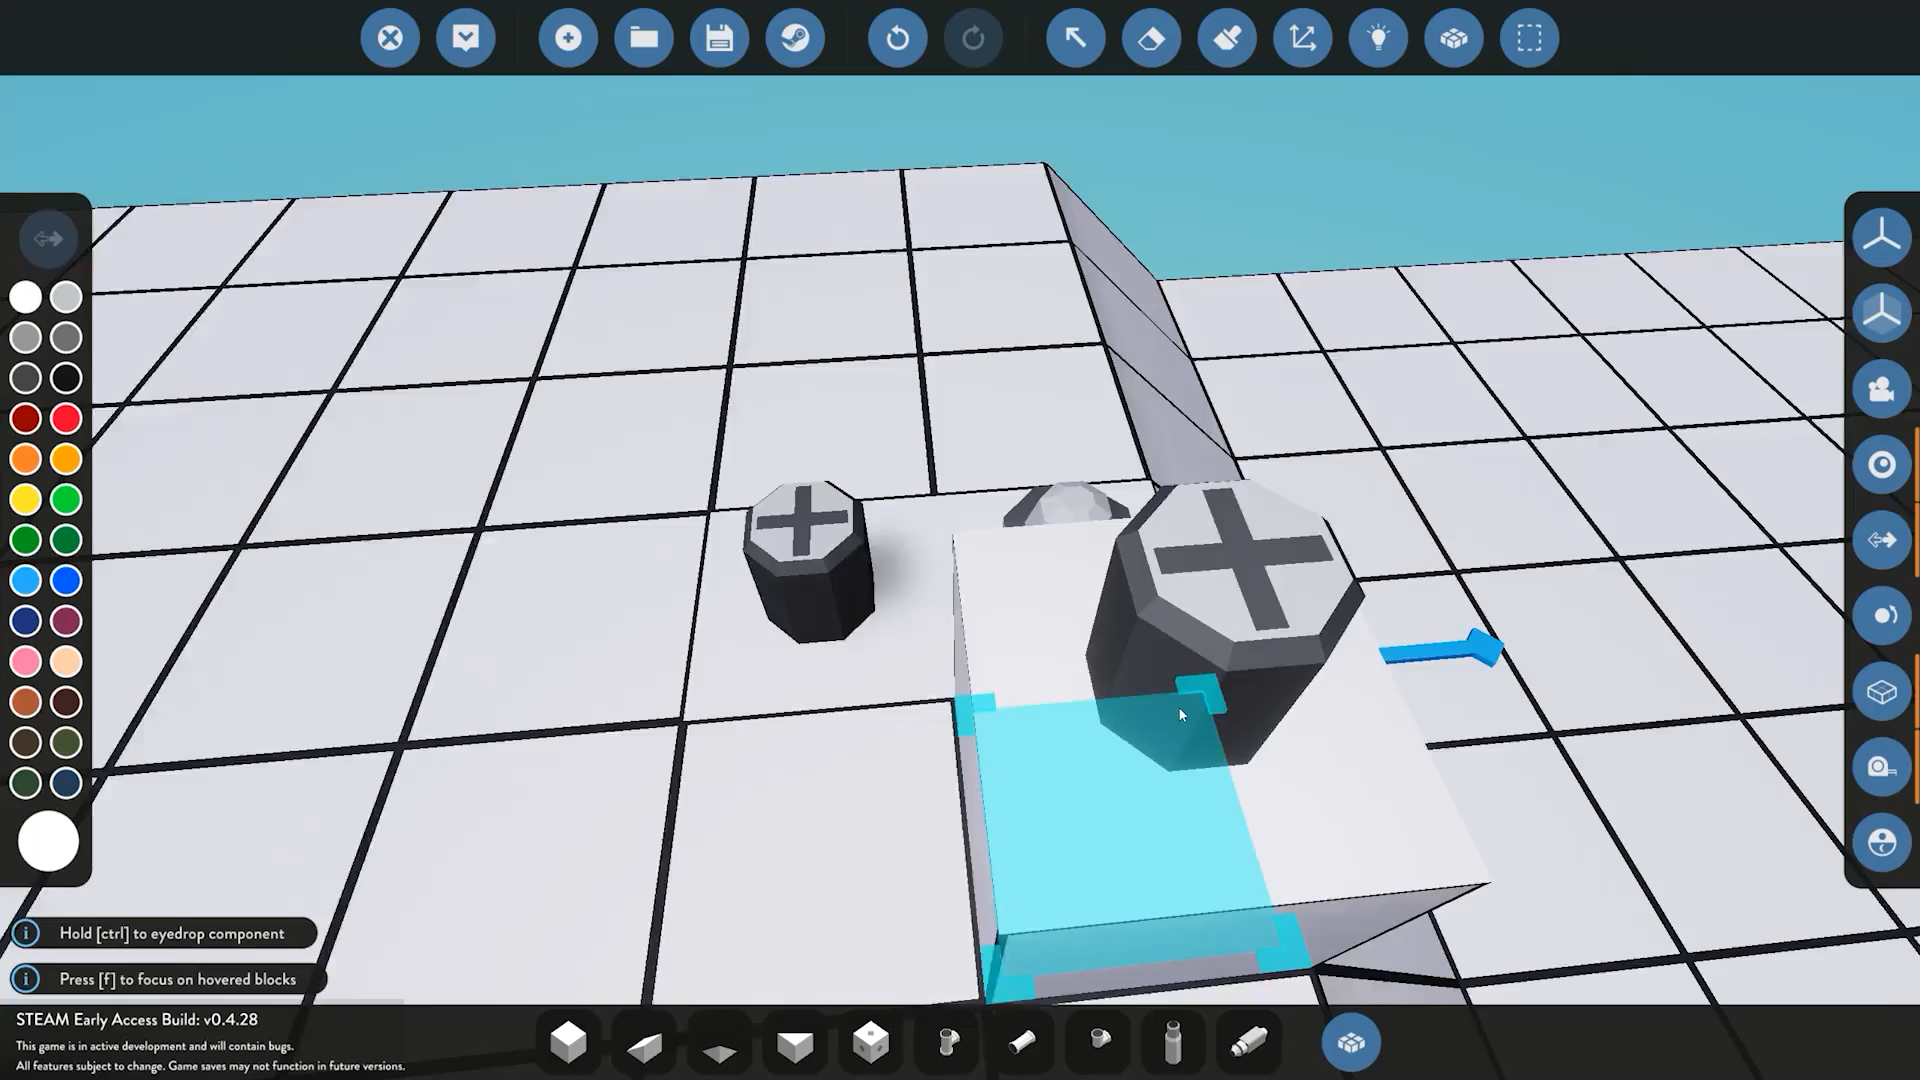 Hold [ctrl] to eyedrop component
Press [f] to focus on hovered blocks
STEAM Early Access Build: v0.4.28
This game is in active development and will contain bugs.
All features subject to change. Game saves may not function in future versions.